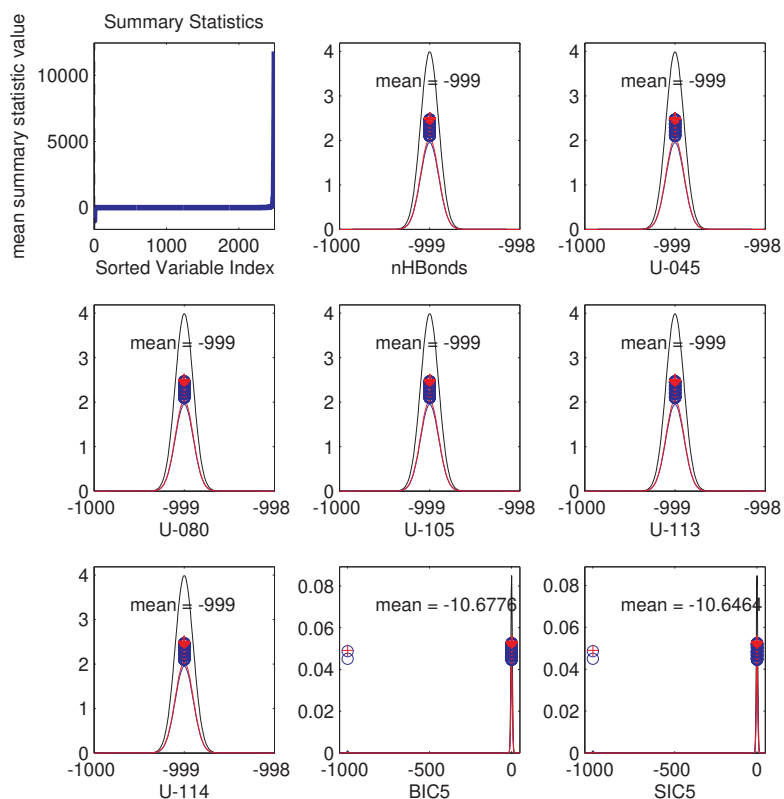 Summary Statistics
mean summary statistic value
10000
5000
0
0 1000 2000
Sorted Variable Index
4
3
2
1
0
mean = -999
-1000 -999 -998
nHBonds
4
3
2
1
0
mean = -999
-1000 -999 -998
U-045
4
3
2
1
0
mean = -999
-1000 -999 -998
U-080
4
3
2
1
0
mean = -999
-1000 -999 -998
U-105
4
3
2
1
0
mean = -999
-1000 -999 -998
U-113
4
3
2
1
0
mean = -999
-1000 -999 -998
U-114
0.08
0.06
0.04
0.02
0
mean = -10.6776
-1000 -500 0
BIC5
0.08
0.06
0.04
0.02
0
mean = -10.6464
-1000 -500 0
SIC5